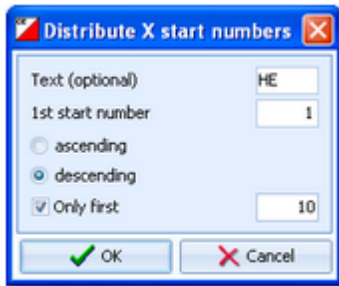 Distribute X start numbers
Text (optional) HE
1st start number 1
ascending
descending
Only first 10
OK Cancel